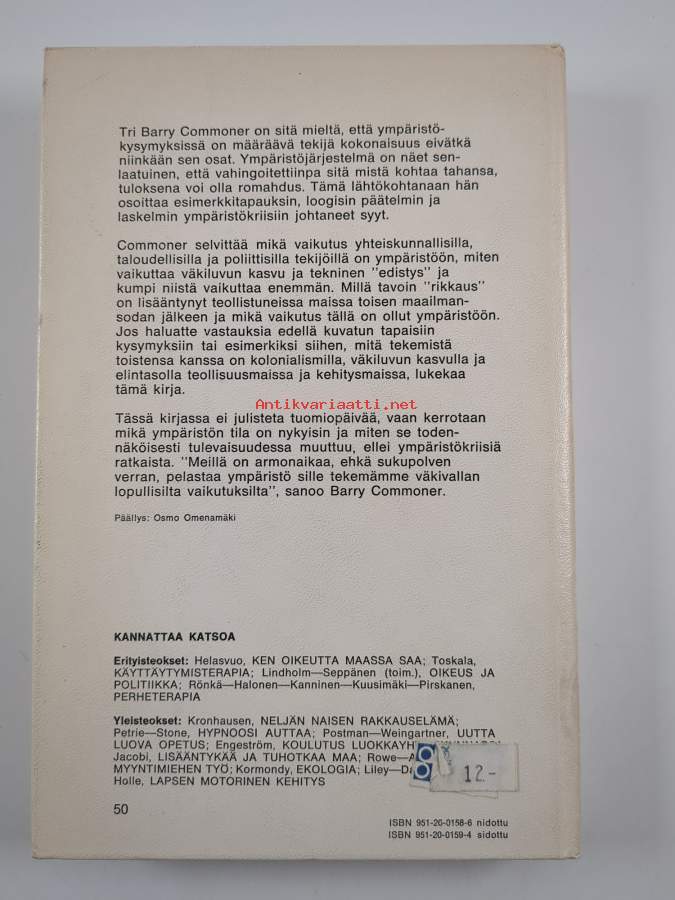 Tri Barry Commoner on sitä mieltä, että ympäristö-
kysymyksissä on määräävä tekijä kokonaisuus eivätkä
niinkään sen osat. Ympäristöjärjestelmä on näet sen-
laatuinen, että vahingoitettiinpa sitä mistä kohtaa tahansa,
tuloksena voi olla romahdus. Tämä lähtökohtanaan hän
osoittaa esimerkkitapauksin, loogisin päätelmin ja
laskelmin ympäristökriisiin johtaneet syyt.
Commoner selvittää mikä vaikutus yhteiskunnallisilla,
taloudellisilla ja poliittisilla tekijöillä on ympäristöön, miten
vaikuttaa väkiluvun kasvu ja tekninen "edistys" ja
kumpi niistä vaikuttaa enemmän. Millä tavoin "rikkaus"
on lisääntynyt teollistuneissa maissa toisen maailman-
sodan jälkeen ja mikä vaikutus tällä on ollut ympäristöön.
Jos haluatte vastauksia edellä kuvatun tapaisiin
kysymyksiin tai esimerkiksi siihen, mitä tekemistä
toistensa kanssa on kolonialismilla, väkiluvun kasvulla ja
elintasolla teollisuusmaissa ja kehitysmaissa, lukekaa
tämä kirja.
Antikvariaatti.net
Tässä kirjassa ei julisteta tuomiopäivää, vaan kerrotaan
mikä ympäristön tila on nykyisin ja miten se toden-
näköisesti tulevaisuudessa muuttuu, ellei ympäristökriisiä
ratkaista. "Meillä on armonaikaa, ehkä sukupolven
verran, pelastaa ympäristö sille tekemämme väkivallan
lopullisilta vaikutuksilta", sanoo Barry Commoner.
Päällys: Osmo Omenamäki
KANNATTAA KATSOA
Erityisteokset: Helasvuo, KEN OIKEUTTA MAASSA SAA; Toskala,
KÄYTTÄYTYMISTERAPIA; Lindholm—Seppänen (toim.), OIKEUS JA
POLITIIKKA; Rönkä—Halonen—Kanninen—Kuusimäki—Pirskanen,
PERHETERAPIA
Yleisteokset: Kronhausen, NELJÄN NAISEN RAKKAUSELÄMÄ;
Petrie—Stone, HYPNOOSI AUTTAA; Postman—Weingartner, UUTTA
LUOVA OPETUS; Engeström, KOULUTUS
Jacobi, LISÄÄNTYKÄÄ JA TUHOTKAA MAA; Rowe—
MYYNTIMIEHEN TYÖ; Kormondy, EKOLOGIA; Liley—
Holle, LAPSEN MOTORINEN KEHITYS
12-
50
ISBN 951-20-0158-6 nidottu
ISBN 951-20-0159-4 sidottu